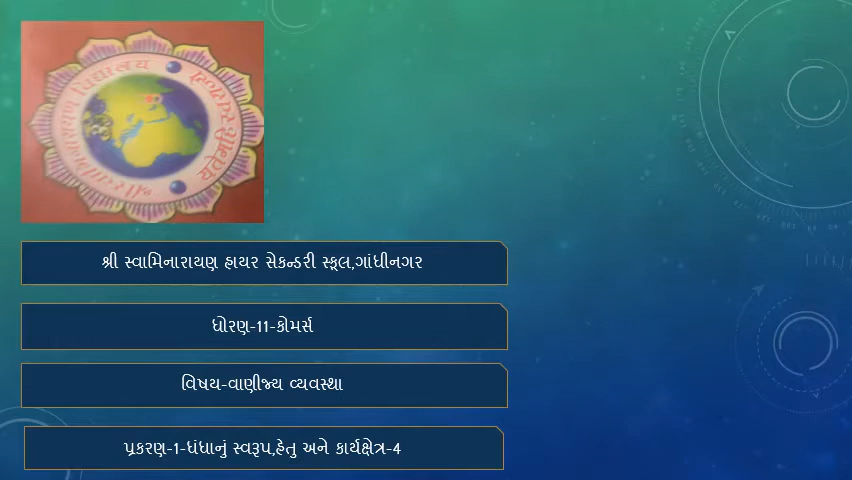 શ્રી સ્વામિનારાયણ હાયર સેકન્ડરી સ્કૂલ,ગાંધીનગર
ધોરણ-11-કોમર્સ
વિષય-વાણીજ્ય વ્યવસ્થા
પ્રકરણ-1-ધંધાનું સ્વરૂપ,હેતુ અને કાર્યક્ષેત્ર-4